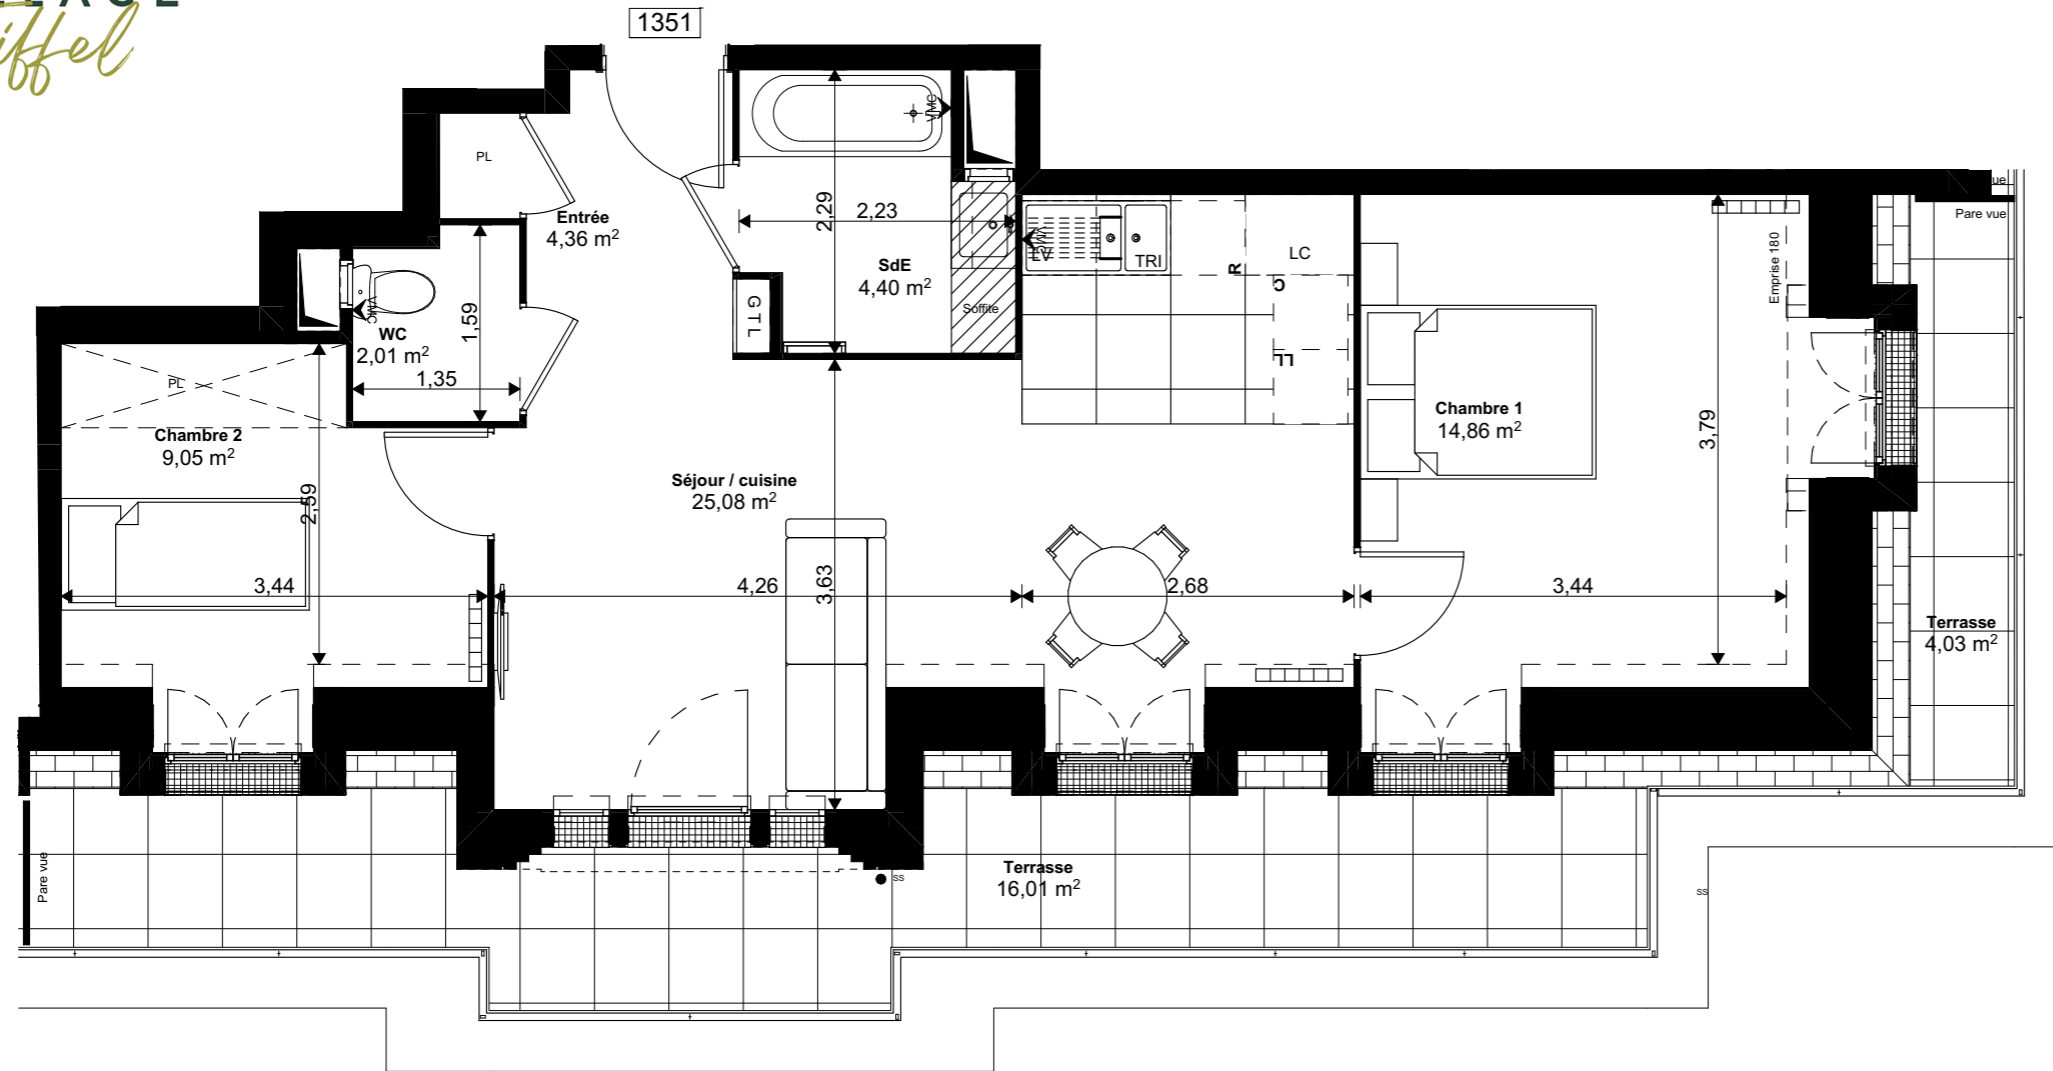 iffel
1351
PL
Entrée
4,36 m²
VMC
2,29
2,23
SdE
4,40 m²
Soffite
GTL
VMC
LV
TRI
R
LC
C
LL
Emprise 180
Pare vue
VMC
WC
2,01 m²
1,59
1,35
PL
Chambre 2
9,05 m²
2,59
3,44
Séjour / cuisine
25,08 m²
4,26
3,63
2,68
Chambre 1
14,86 m²
3,79
3,44
Terrasse
4,03 m²
Pare vue
Terrasse
16,01 m²
SS
SS